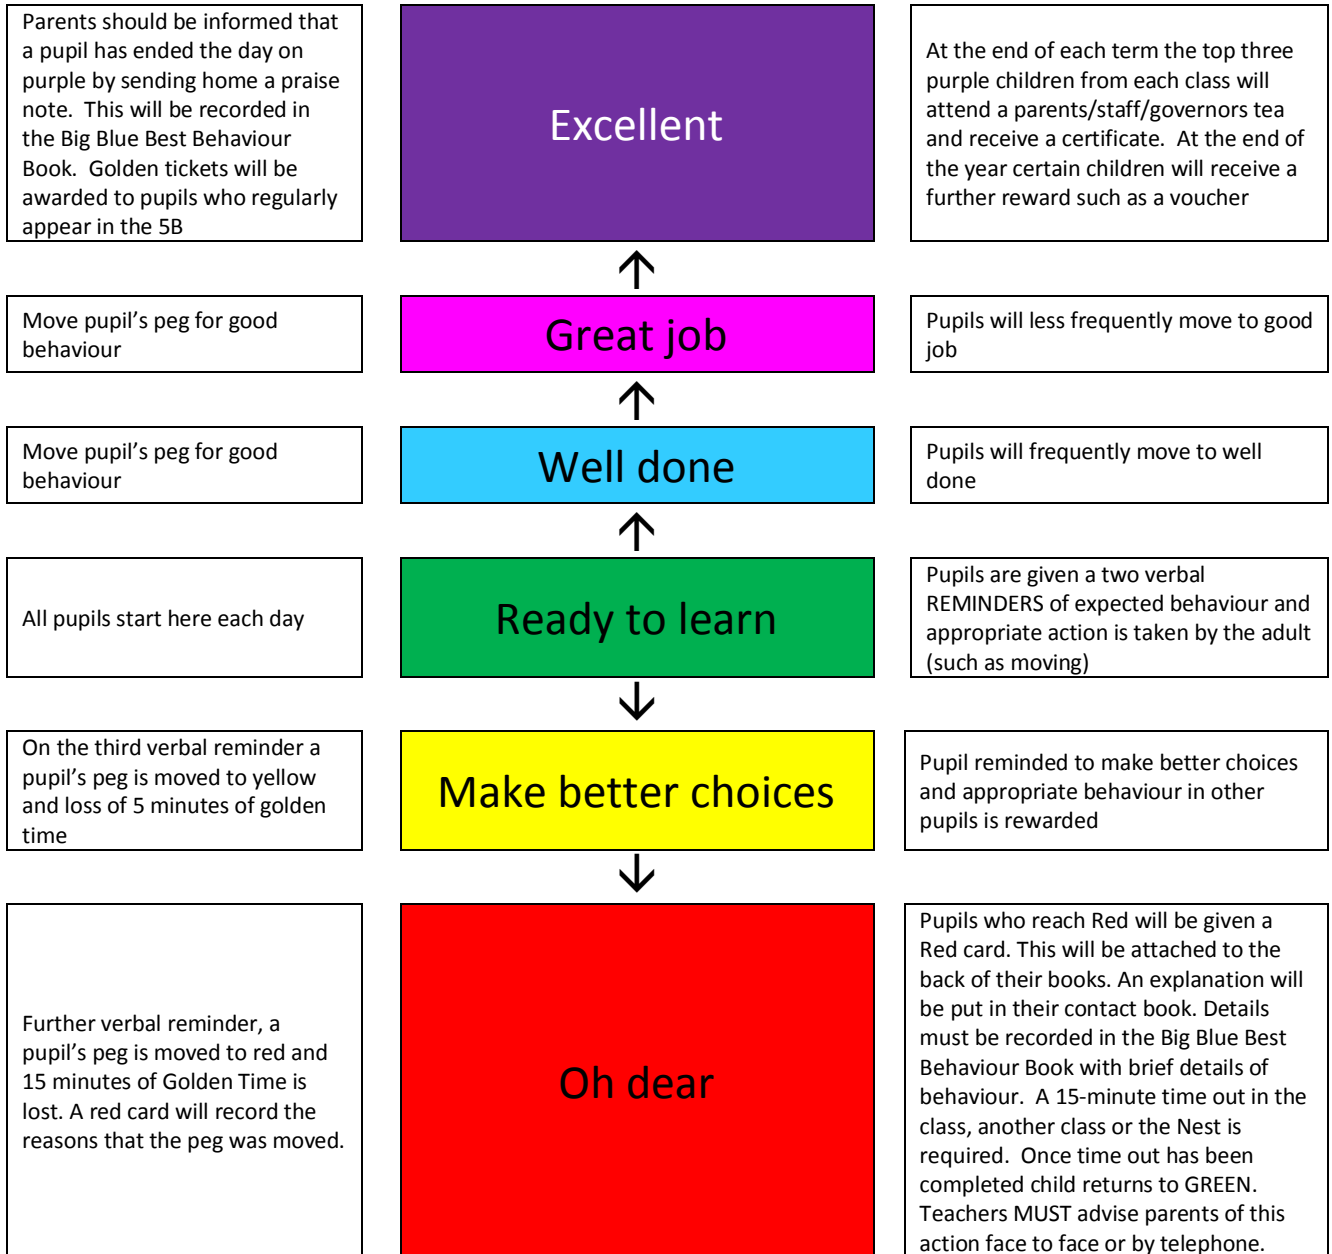 Parents should be informed that
a pupil has ended the day on
purple by sending home a praise
note.  This will be recorded in
the Big Blue Best Behaviour
Book.  Golden tickets will be
awarded to pupils who regularly
appear in the 5B
Excellent
At the end of each term the top three
purple children from each class will
attend a parents/staff/governors tea
and receive a certificate.  At the end of
the year certain children will receive a
further reward such as a voucher
Move pupil’s peg for good
behaviour
Great job
Pupils will less frequently move to good
job
Move pupil’s peg for good
behaviour
Well done
Pupils will frequently move to well
done
All pupils start here each day
Ready to learn
Pupils are given a two verbal
REMINDERS of expected behaviour and
appropriate action is taken by the adult
(such as moving)
On the third verbal reminder a
pupil’s peg is moved to yellow
and loss of 5 minutes of golden
time
Make better choices
Pupil reminded to make better choices
and appropriate behaviour in other
pupils is rewarded
Further verbal reminder, a
pupil’s peg is moved to red and
15 minutes of Golden Time is
lost. A red card will record the
reasons that the peg was moved.
Oh dear
Pupils who reach Red will be given a
Red card. This will be attached to the
back of their books. An explanation will
be put in their contact book. Details
must be recorded in the Big Blue Best
Behaviour Book with brief details of
behaviour.  A 15-minute time out in the
class, another class or the Nest is
required.  Once time out has been
completed child returns to GREEN.
Teachers MUST advise parents of this
action face to face or by telephone.